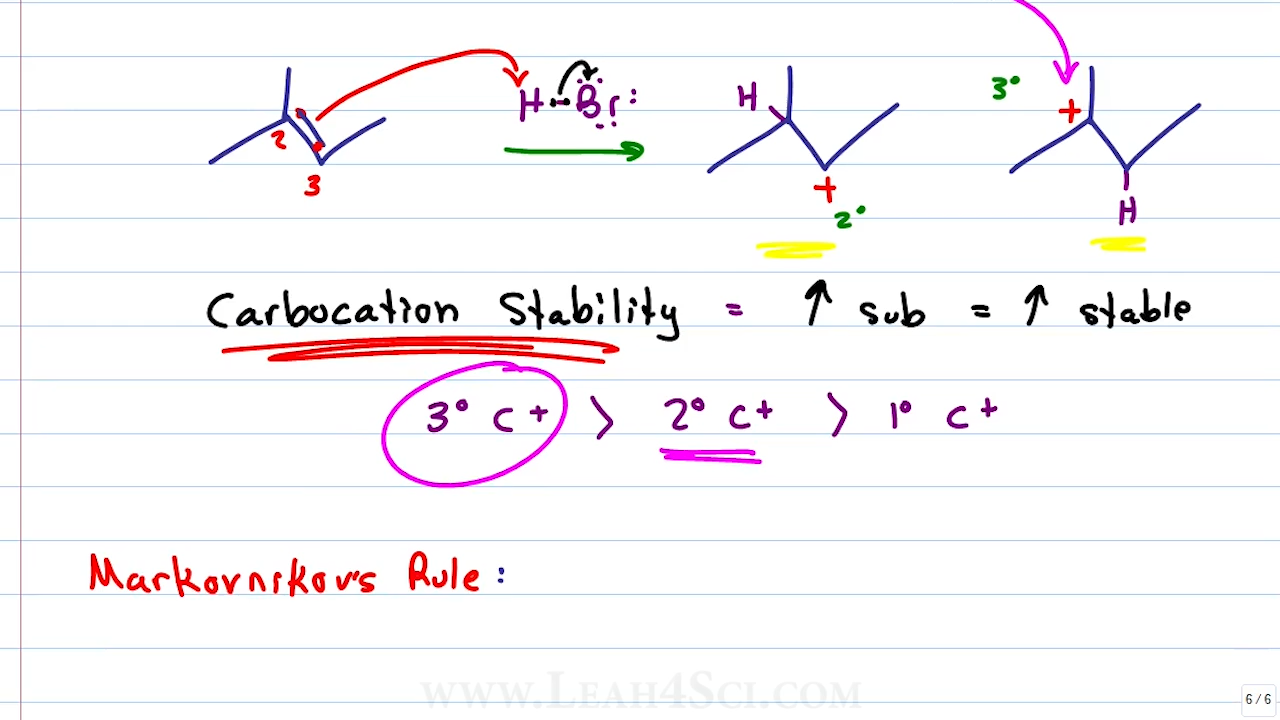 H–Br:
2
3
H
+
2°
3°
+
H
Carbocation Stability = ↑ sub = ↑ stable
3° C+ > 2° C+ > 1° C+
Markovnikov's Rule:
www.Leah4Sci.com
6/6